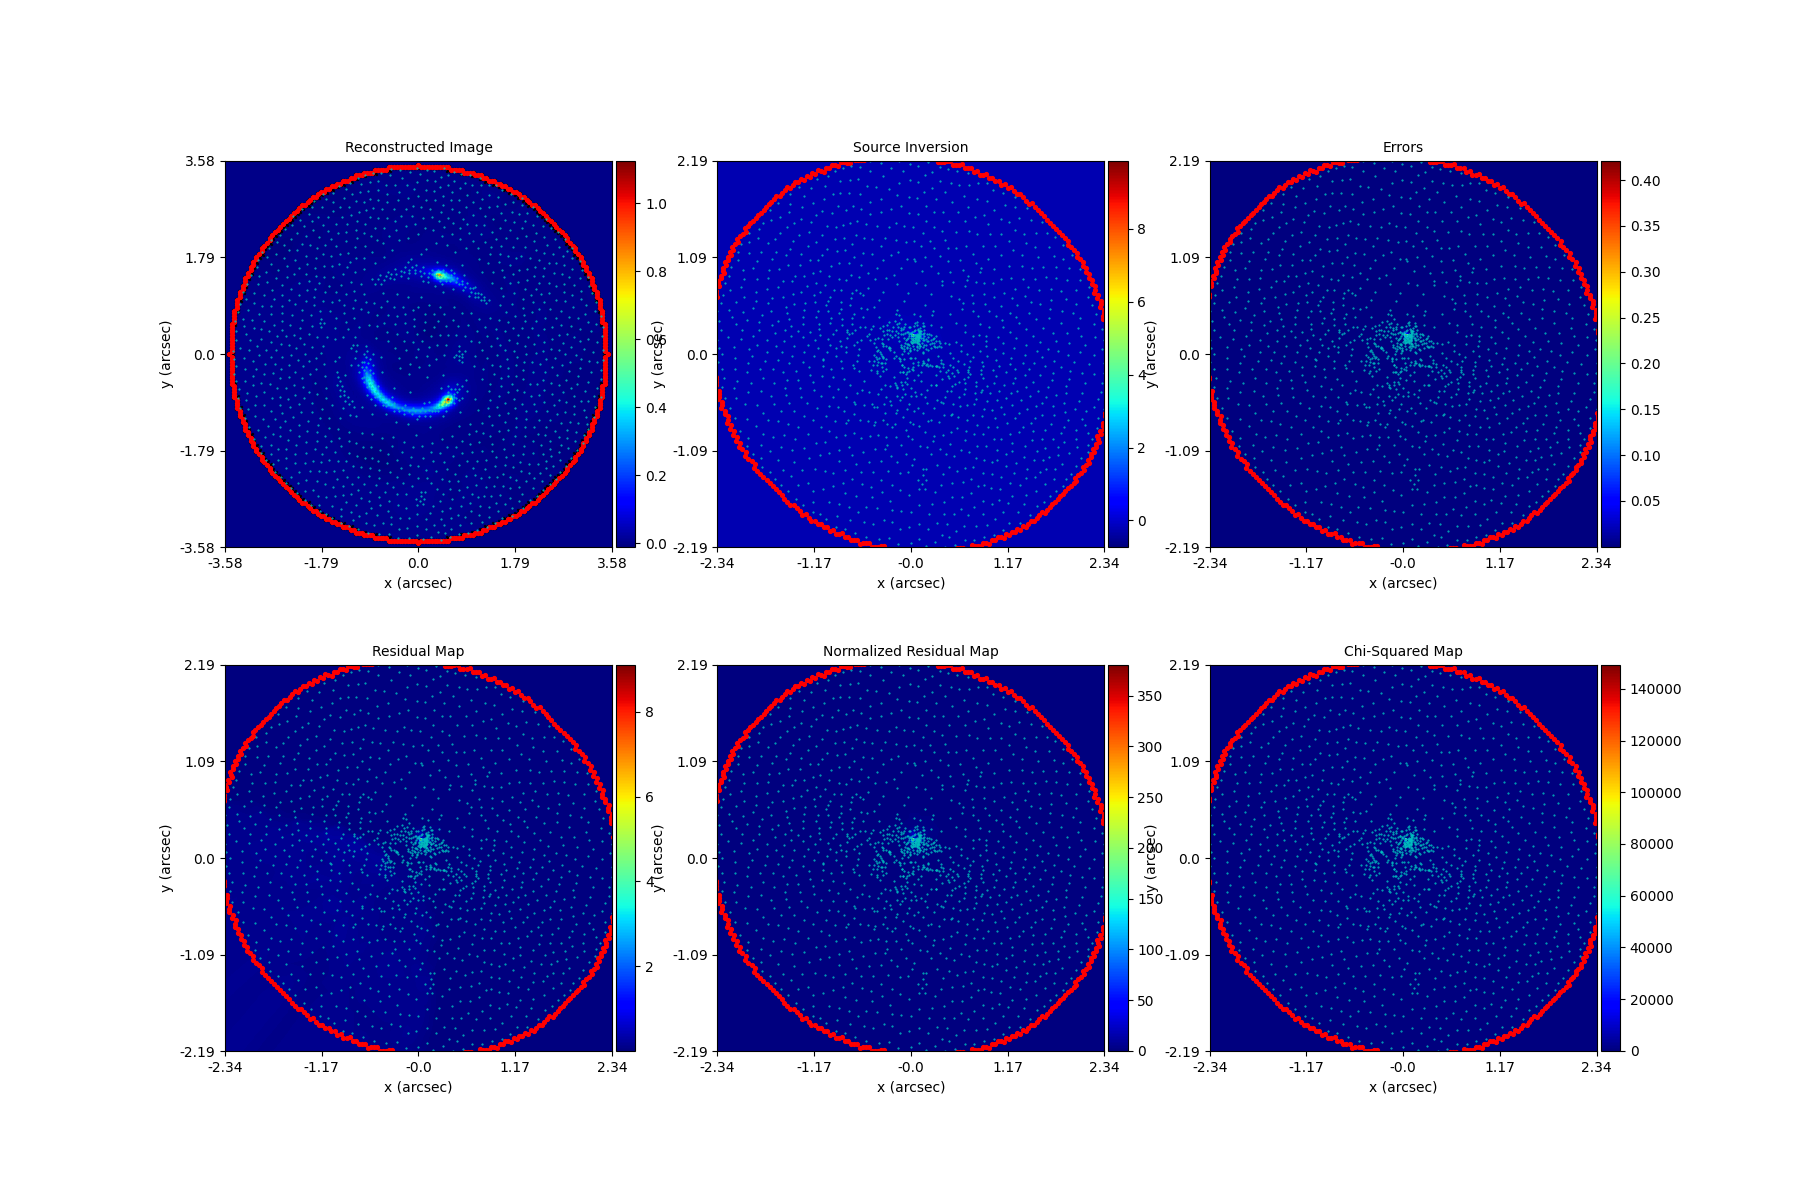 Reconstructed Image
3.58
1.79
0.0
-1.79
-3.58
y (arcsec)
-3.58 -1.79 0.0 1.79 3.58
x (arcsec)
1.0
0.8
0.6
0.4
0.2
0.0
Source Inversion
2.19
1.09
0.0
-1.09
-2.19
y (arcsec)
-2.34 -1.17 -0.0 1.17 2.34
x (arcsec)
8
6
4
2
0
Errors
2.19
1.09
0.0
-1.09
-2.19
y (arcsec)
-2.34 -1.17 -0.0 1.17 2.34
x (arcsec)
0.40
0.35
0.30
0.25
0.20
0.15
0.10
0.05
Residual Map
2.19
1.09
0.0
-1.09
-2.19
y (arcsec)
-2.34 -1.17 -0.0 1.17 2.34
x (arcsec)
8
6
4
2
Normalized Residual Map
2.19
1.09
0.0
-1.09
-2.19
y (arcsec)
-2.34 -1.17 -0.0 1.17 2.34
x (arcsec)
350
300
250
200
150
100
50
0
Chi-Squared Map
2.19
1.09
0.0
-1.09
-2.19
y (arcsec)
-2.34 -1.17 -0.0 1.17 2.34
x (arcsec)
140000
120000
100000
80000
60000
40000
20000
0